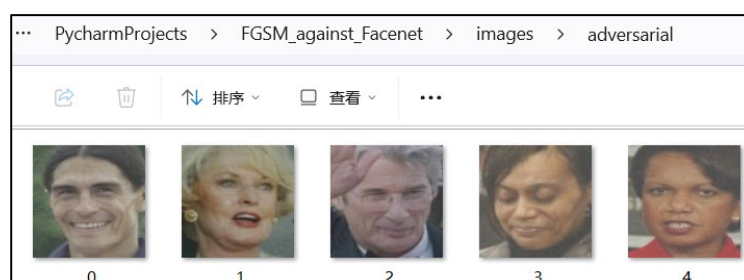 … PycharmProjects > FGSM_against_Facenet > images > adversarial
排序 查看 …
0 1 2 3 4